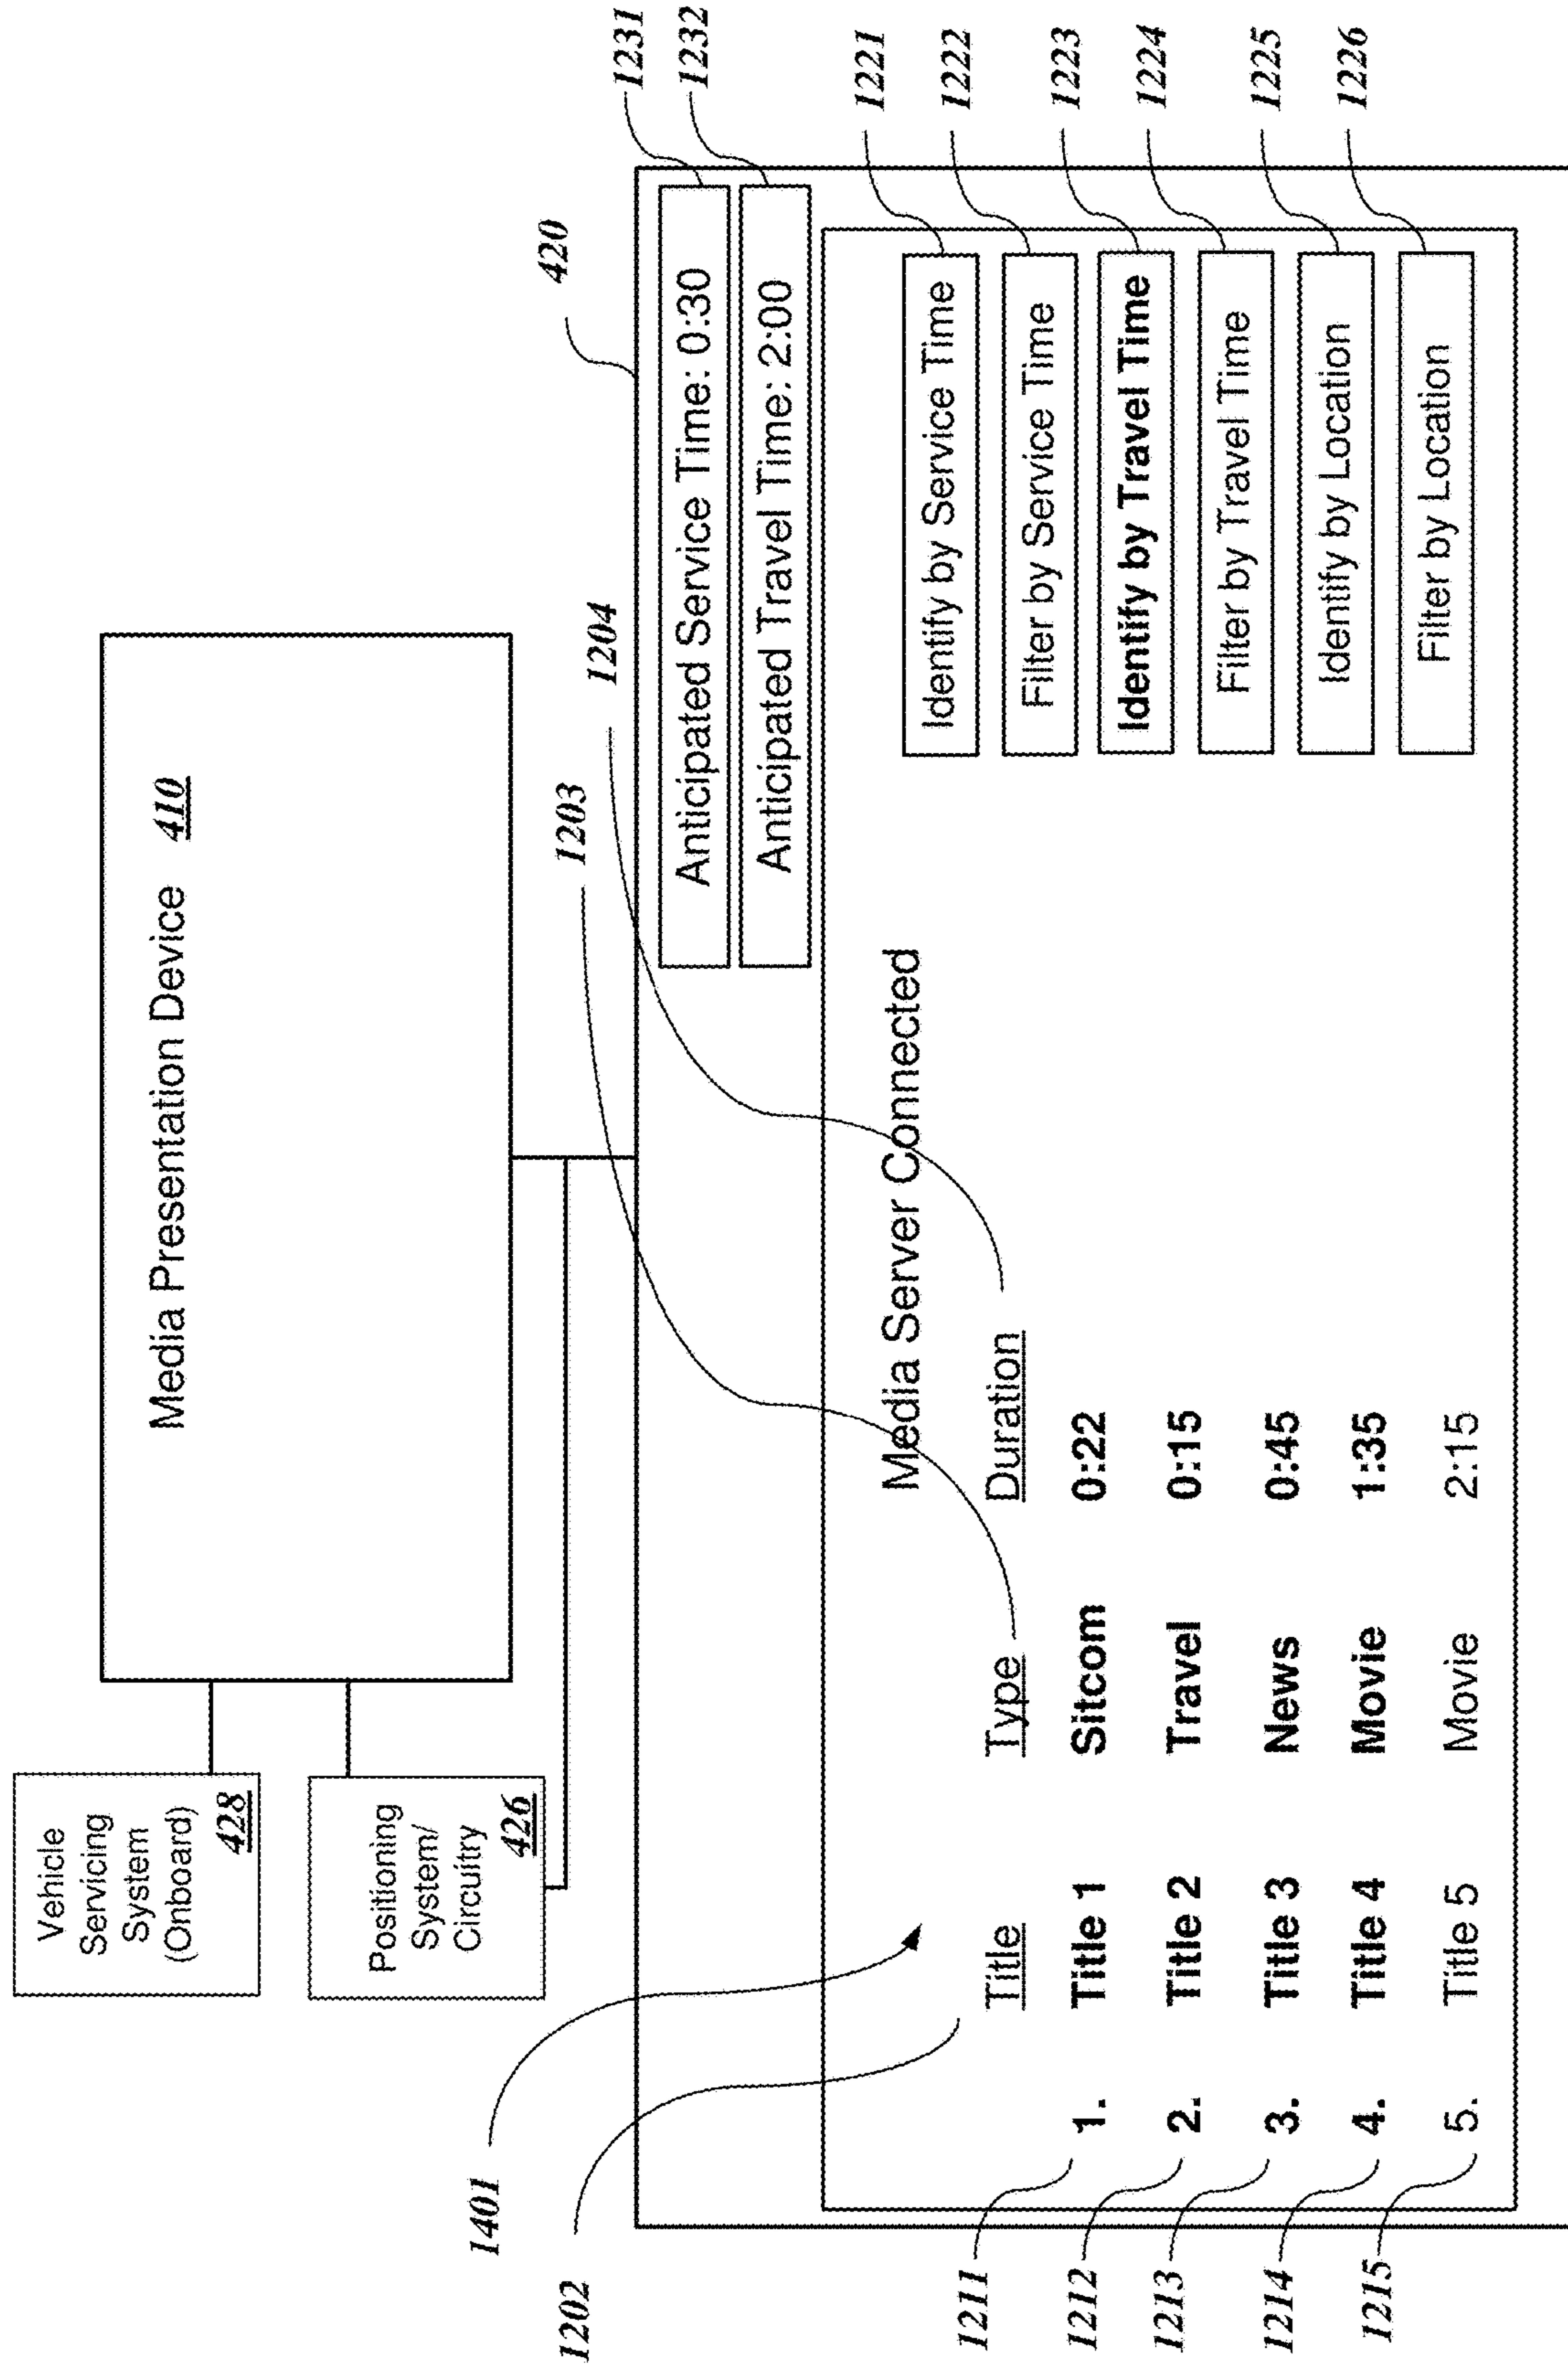 Vehicle
Servicing
System
(Onboard)
428
Positioning
System/
Circuitry
426
Media Presentation Device 410
1401
1202
1203
1204
420
Anticipated Service Time: 0:30
1231
Anticipated Travel Time: 2:00
1232
Media Server Connected
Title Type Duration
1211 1. Title 1 Sitcom 0:22
1212 2. Title 2 Travel 0:15
1213 3. Title 3 News 0:45
1214 4. Title 4 Movie 1:35
1215 5. Title 5 Movie 2:15
Identify by Service Time 1221
Filter by Service Time 1222
Identify by Travel Time 1223
Filter by Travel Time 1224
Identify by Location 1225
Filter by Location 1226